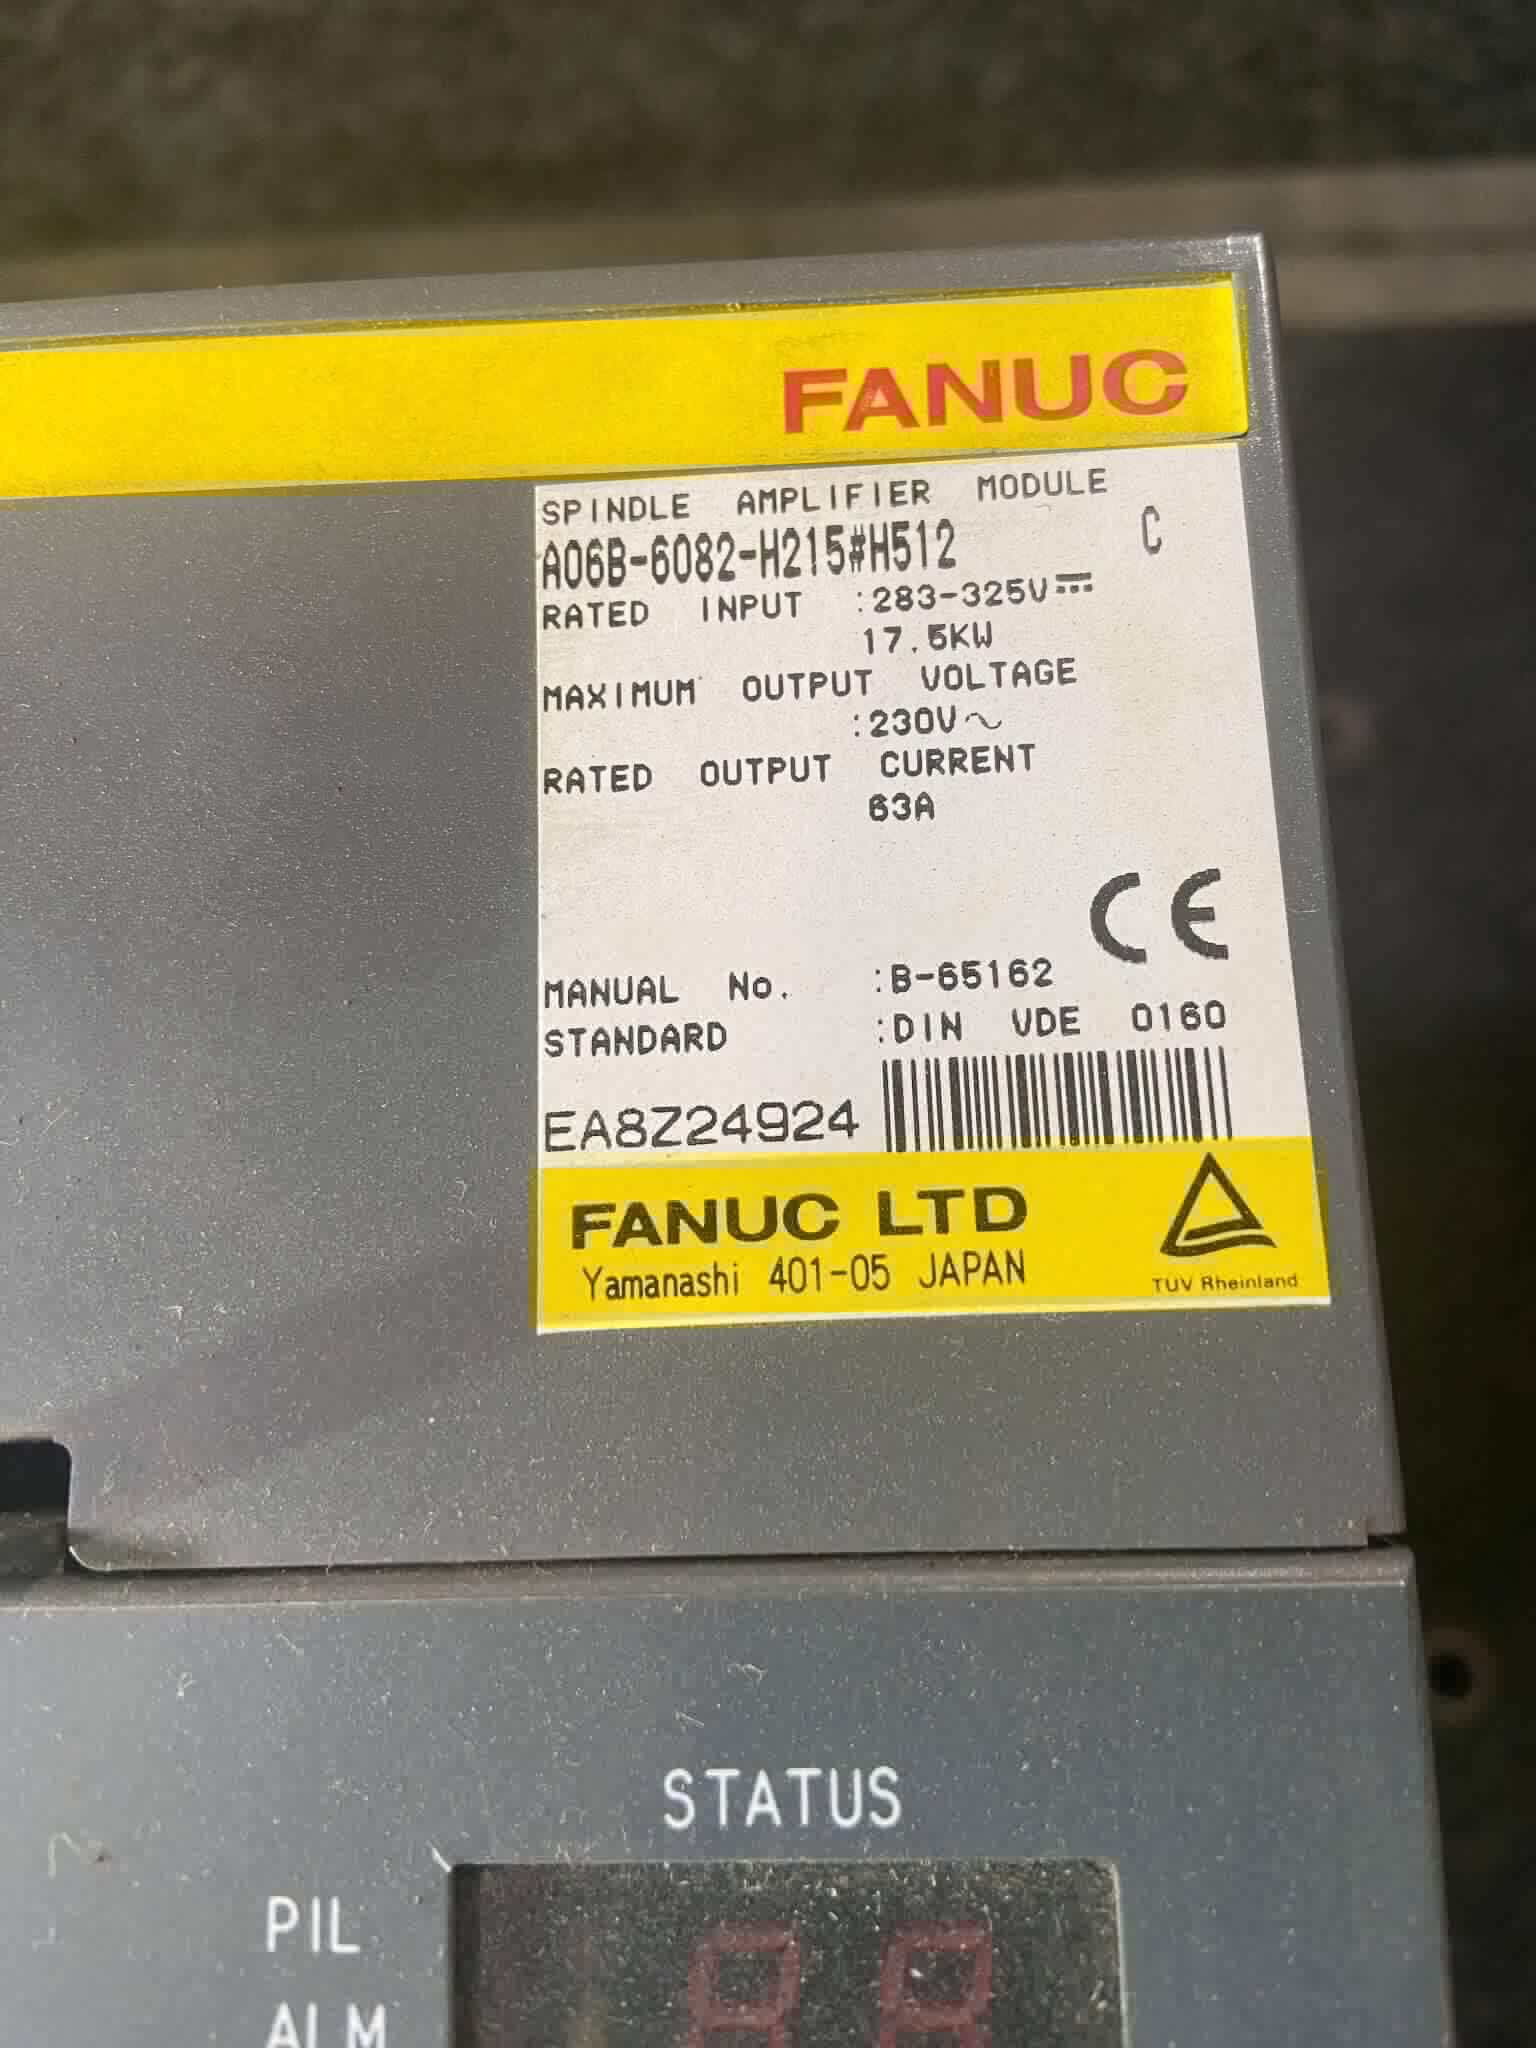 FANUC
SPINDLE AMPLIFIER MODULE
A06B-6082-H215#H512 C
RATED INPUT :283-325V⎓
17.5KW
MAXIMUM OUTPUT VOLTAGE
:230V~
RATED OUTPUT CURRENT
63A
CE
MANUAL No. :B-65162
STANDARD :DIN VDE 0160
EA8Z24924
FANUC LTD
Yamanashi 401-05 JAPAN
TUV Rheinland
STATUS
PIL
ALM